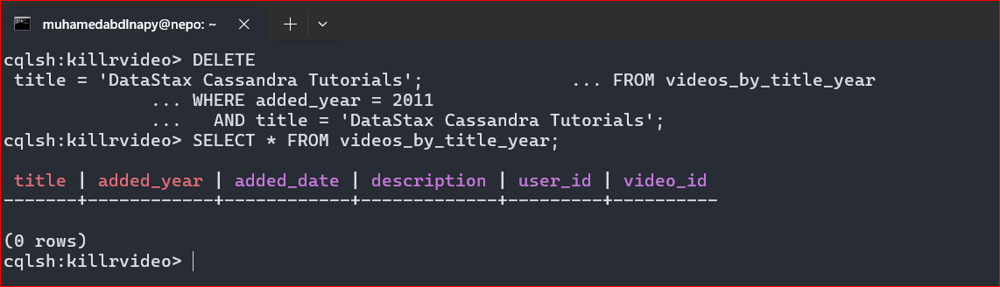 muhamedabdlnapy@nepo: ~
cqlsh:killrvideo> DELETE
 title = 'DataStax Cassandra Tutorials';              ... FROM videos_by_title_year
              ... WHERE added_year = 2011
              ...   AND title = 'DataStax Cassandra Tutorials';
cqlsh:killrvideo> SELECT * FROM videos_by_title_year;
 title | added_year | added_date | description | user_id | video_id
-------+------------+------------+-------------+---------+----------
(0 rows)
cqlsh:killrvideo>